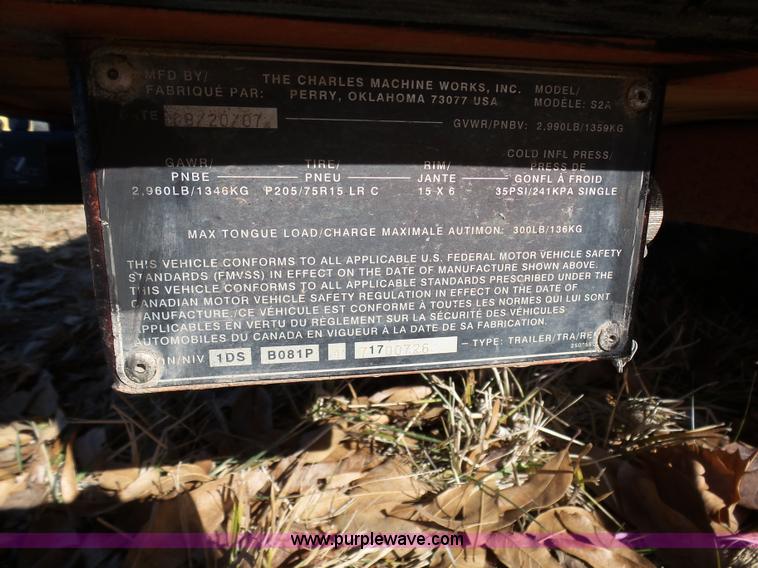 MFD BY/ THE CHARLES MACHINE WORKS, INC. MODEL/
FABRIQUÉ PAR: PERRY, OKLAHOMA 73077 USA MODÈLE: S2A
DATE 08/20/07
GVWR/PNBV: 2,990LB/1359KG
GAWR/ TIRE/ RIM/ COLD INFL PRESS/
PNBE PNEU JANTE PRESS DE
GONFL À FROID
2,960LB/1346KG P205/75R15 LR C 15 X 6 35PSI/241KPA SINGLE
MAX TONGUE LOAD/CHARGE MAXIMALE AUTIMON: 300LB/136KG
THIS VEHICLE CONFORMS TO ALL APPLICABLE U.S. FEDERAL MOTOR VEHICLE SAFETY
STANDARDS (FMVSS) IN EFFECT ON THE DATE OF MANUFACTURE SHOWN ABOVE.
THIS VEHICLE CONFORMS TO ALL APPLICABLE STANDARDS PRESCRIBED UNDER THE
CANADIAN MOTOR VEHICLE SAFETY REGULATION IN EFFECT ON THE DATE OF
MANUFACTURE./CE VÉHICULE EST CONFORME À TOUTES LES NORMES QUI LUI SONT
APPLICABLES EN VERTU DU RÈGLEMENT SUR LA SÉCURITÉ DES VÉHICULES
AUTOMOBILES DU CANADA EN VIGUEUR À LA DATE DE SA FABRICATION.
1DS B081P 71700726 TYPE: TRAILER/TRA/REM
www.purplewave.com